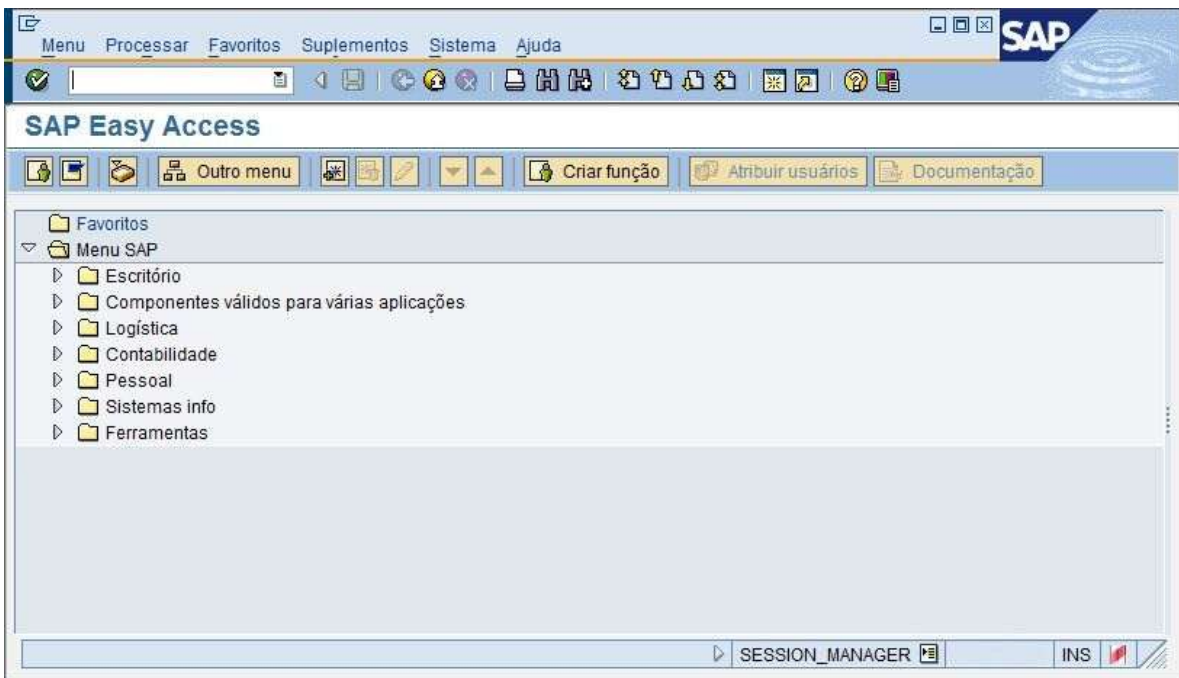 Menu Processar Favoritos Suplementos Sistema Ajuda
SAP
SAP Easy Access
Outro menu Criar função Atribuir usuários Documentação
Favoritos
Menu SAP
Escritório
Componentes válidos para várias aplicações
Logística
Contabilidade
Pessoal
Sistemas info
Ferramentas
SESSION_MANAGER INS